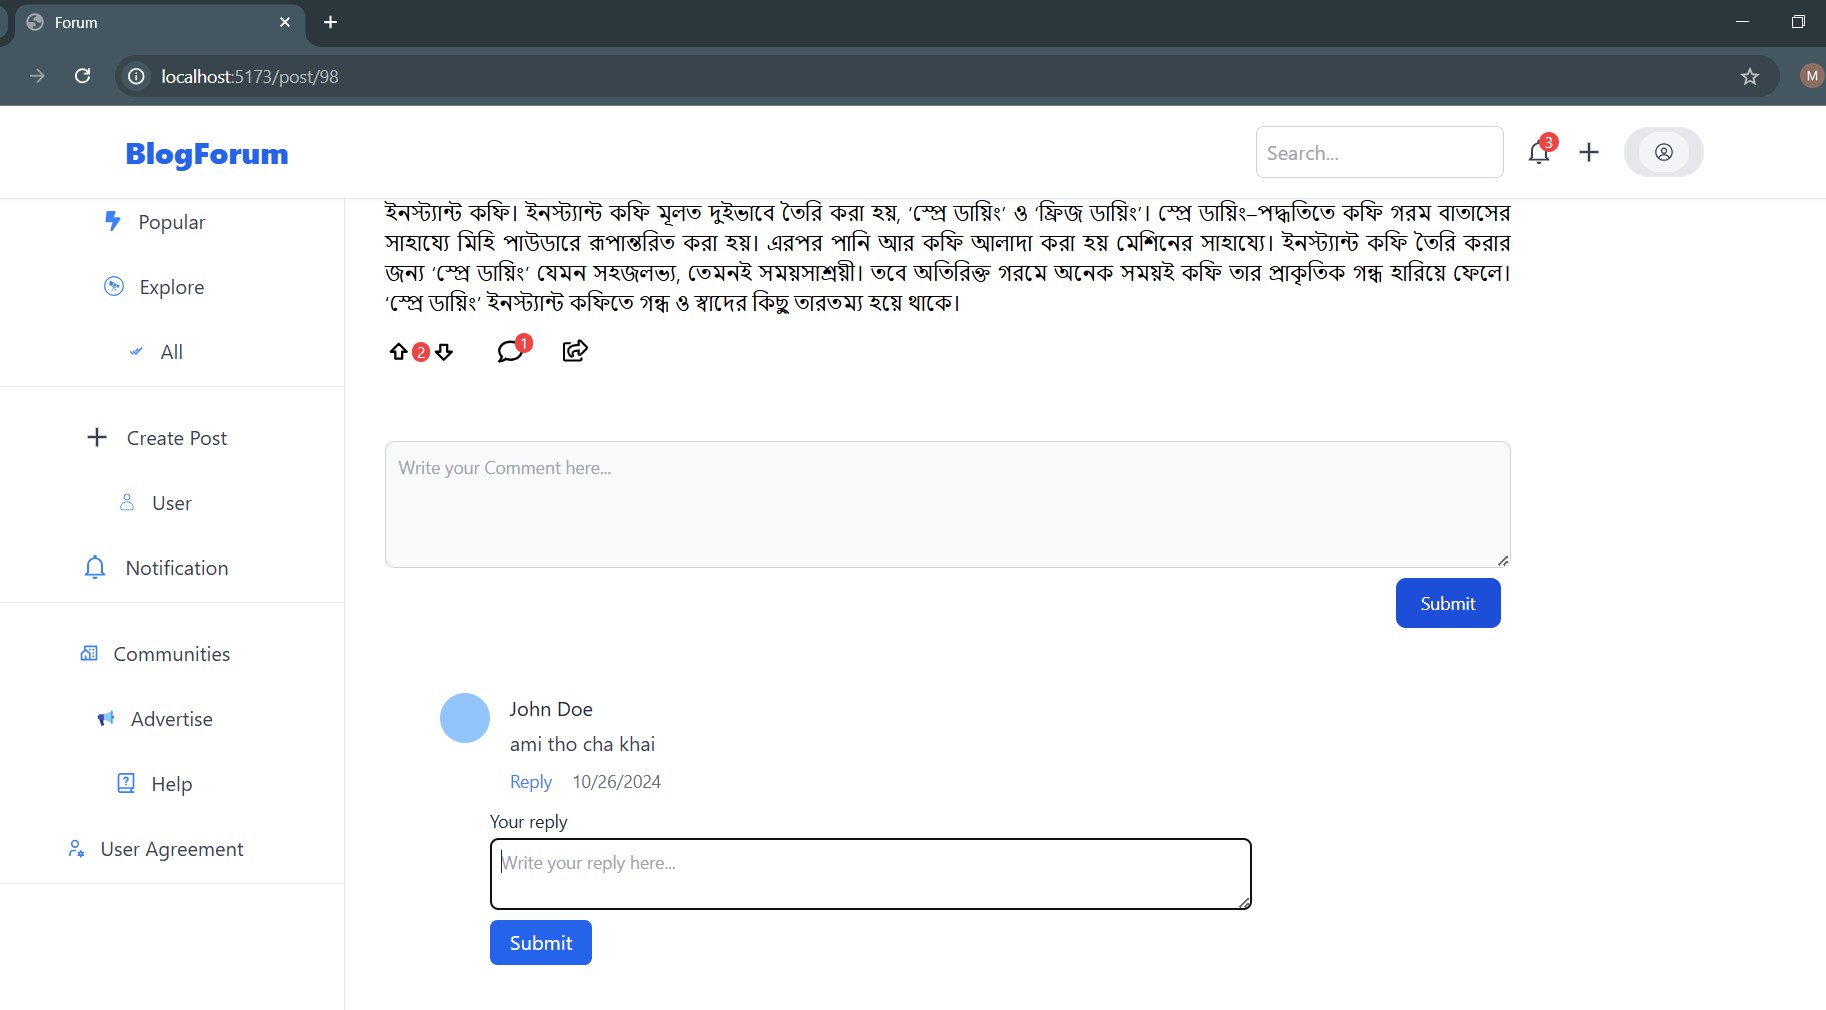 Forum
localhost:5173/post/98
M
BlogForum
Search...
3
Popular
Explore
All
Create Post
User
Notification
Communities
Advertise
Help
User Agreement
ইনস্ট্যান্ট কফি। ইনস্ট্যান্ট কফি মূলত দুইভাবে তৈরি করা হয়, ‘স্প্রে ডায়িং’ ও ‘ফ্রিজ ডায়িং’। স্প্রে ডায়িং–পদ্ধতিতে কফি গরম বাতাসের
সাহায্যে মিহি পাউডারে রূপান্তরিত করা হয়। এরপর পানি আর কফি আলাদা করা হয় মেশিনের সাহায্যে। ইনস্ট্যান্ট কফি তৈরি করার
জন্য ‘স্প্রে ডায়িং’ যেমন সহজলভ্য, তেমনই সময়সাশ্রয়ী। তবে অতিরিক্ত গরমে অনেক সময়ই কফি তার প্রাকৃতিক গন্ধ হারিয়ে ফেলে।
‘স্প্রে ডায়িং’ ইনস্ট্যান্ট কফিতে গন্ধ ও স্বাদের কিছু তারতম্য হয়ে থাকে।
2
1
Write your Comment here...
Submit
John Doe
ami tho cha khai
Reply 10/26/2024
Your reply
Write your reply here...
Submit